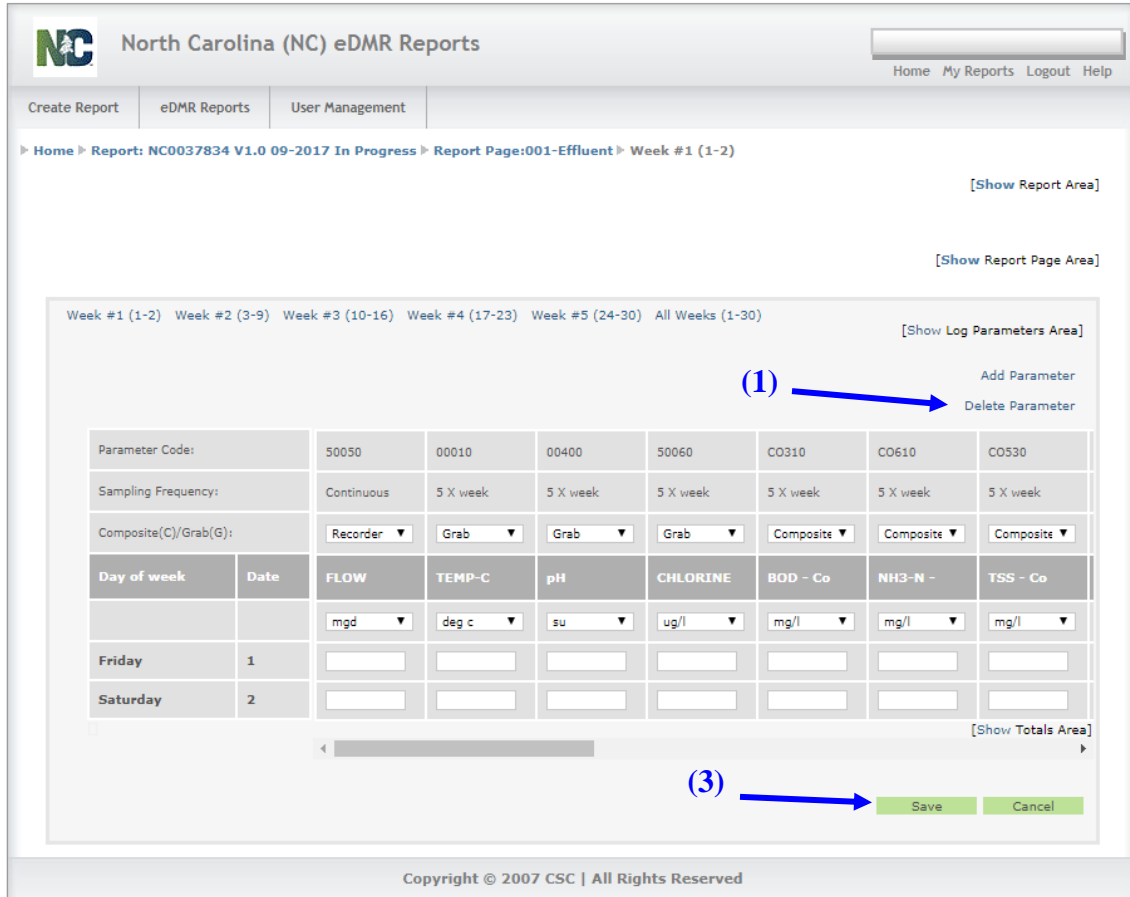 NC North Carolina (NC) eDMR Reports
Home My Reports Logout Help
Create Report eDMR Reports User Management
Home Report: NC0037834 V1.0 09-2017 In Progress Report Page:001-Effluent Week #1 (1-2)
[Show Report Area]
[Show Report Page Area]
Week #1 (1-2) Week #2 (3-9) Week #3 (10-16) Week #4 (17-23) Week #5 (24-30) All Weeks (1-30)
[Show Log Parameters Area]
Add Parameter
(1)
Delete Parameter
Parameter Code: 50050 00010 00400 50060 CO310 CO610 CO530
Sampling Frequency: Continuous 5 X week 5 X week 5 X week 5 X week 5 X week 5 X week
Composite(C)/Grab(G): Recorder Grab Grab Grab Composite Composite Composite
Day of week Date FLOW TEMP-C pH CHLORINE BOD - Co NH3-N - TSS - Co
mgd deg c su ug/l mg/l mg/l mg/l
Friday 1
Saturday 2
[Show Totals Area]
(3)
Save Cancel
Copyright © 2007 CSC | All Rights Reserved